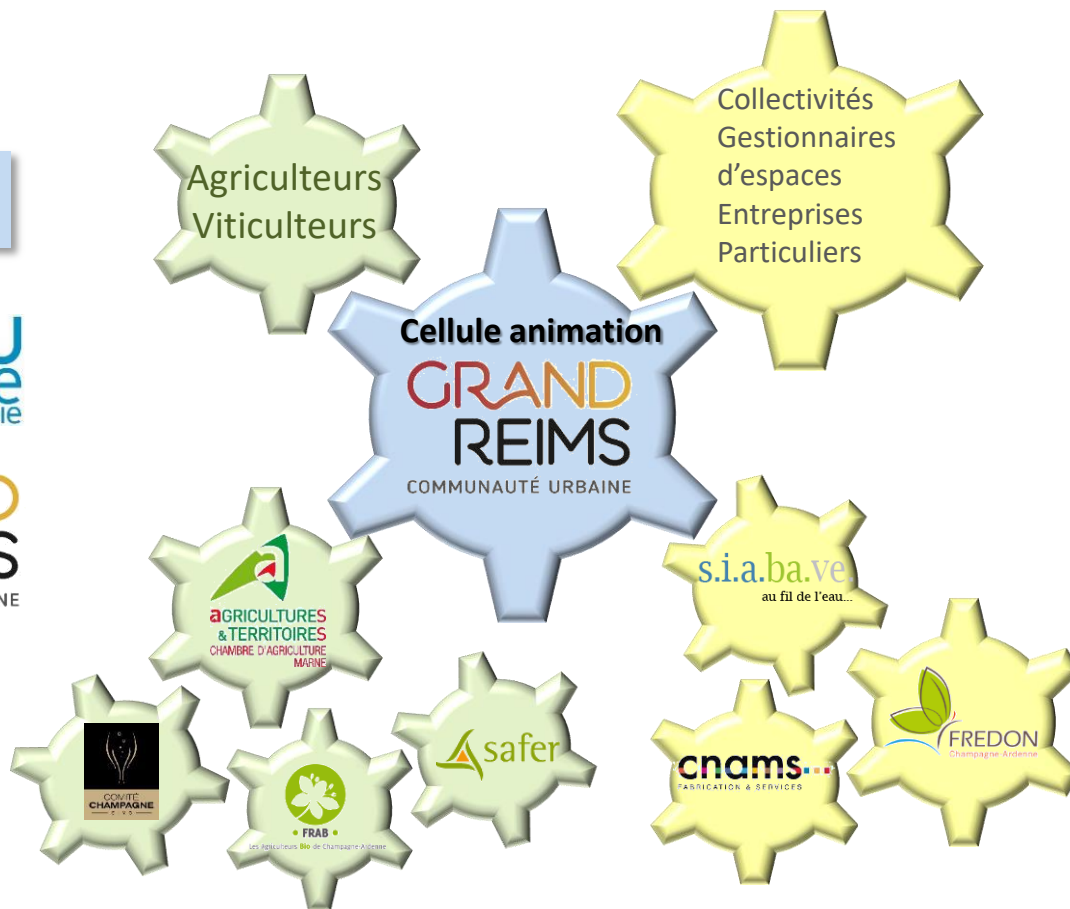 Agriculteurs
Viticulteurs
Collectivités
Gestionnaires
d'espaces
Entreprises
Particuliers
Cellule animation
GRAND
REIMS
COMMUNAUTÉ URBAINE
AGRICULTURES
& TERRITOIRES
CHAMBRE D'AGRICULTURE
MARNE
s.i.a.ba.ve.
au fil de l'eau...
COMITÉ
CHAMPAGNE
FRAB
Les Agriculteurs Bio de Champagne-Ardenne
safer
cnams
FABRICATION & SERVICES
FREDON
Champagne-Ardenne